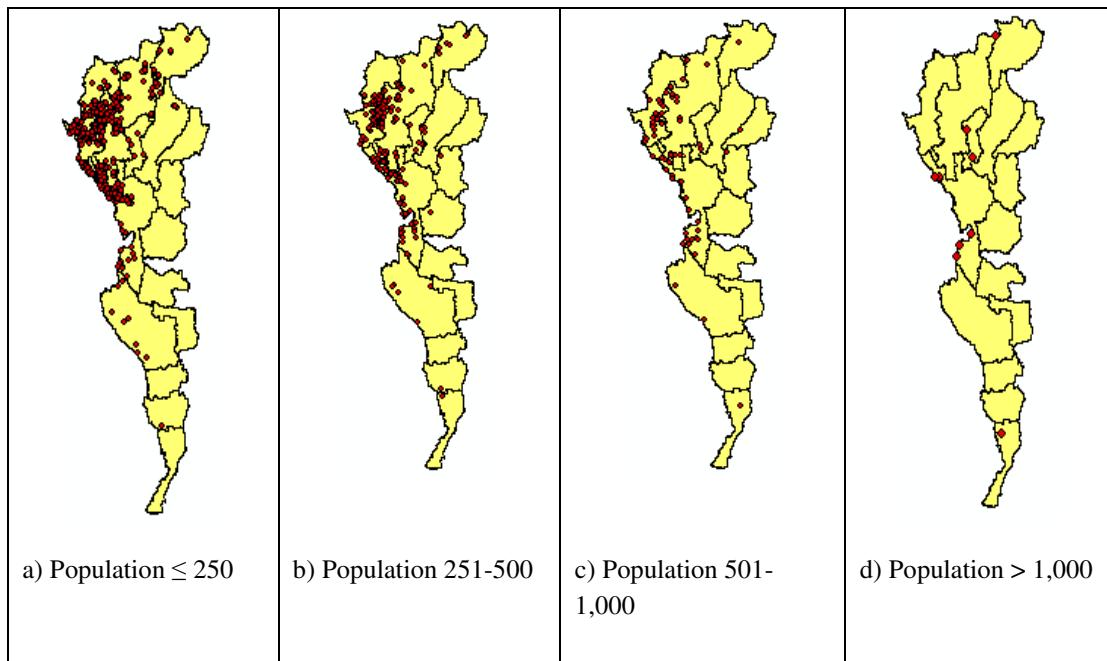 a) Population ≤ 250
b) Population 251-500
c) Population 501-
1,000
d) Population > 1,000